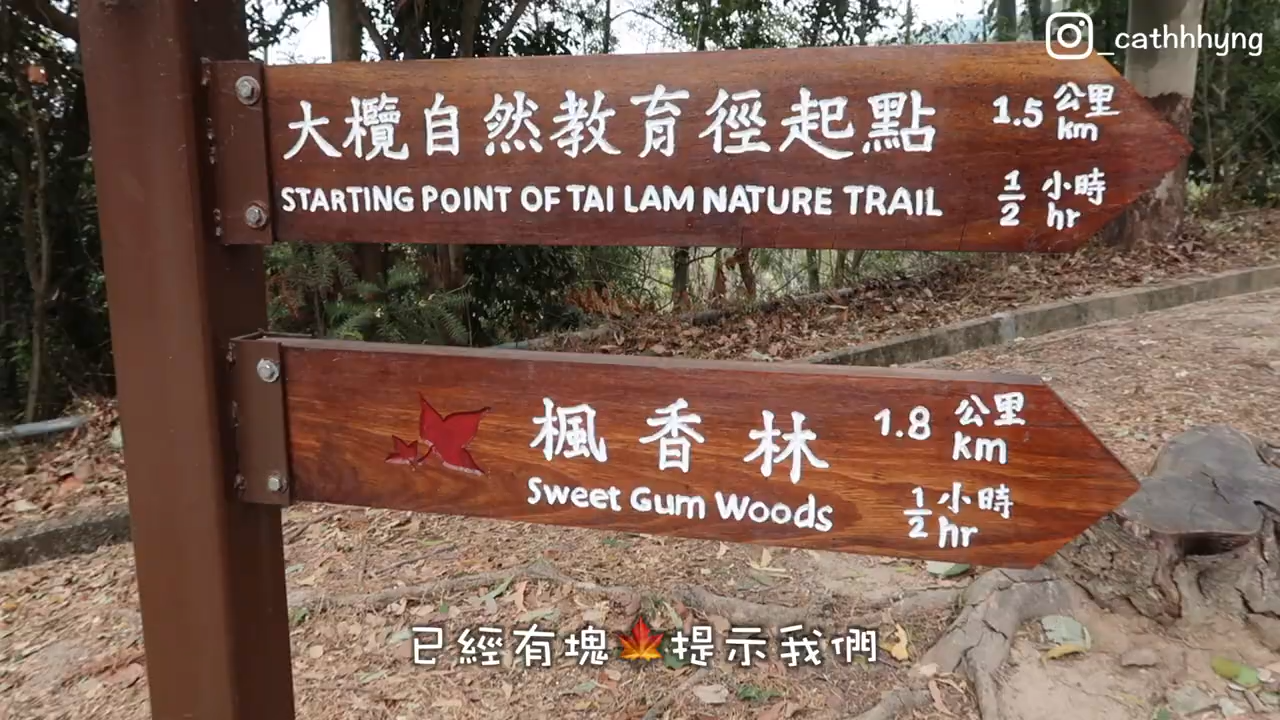 _cathhhyng
大欖自然教育徑起點
STARTING POINT OF TAI LAM NATURE TRAIL
1.5 公里
km
1/2 小時
hr
楓香林
Sweet Gum Woods
1.8 公里
km
1/2 小時
hr
已經有塊🍁提示我們